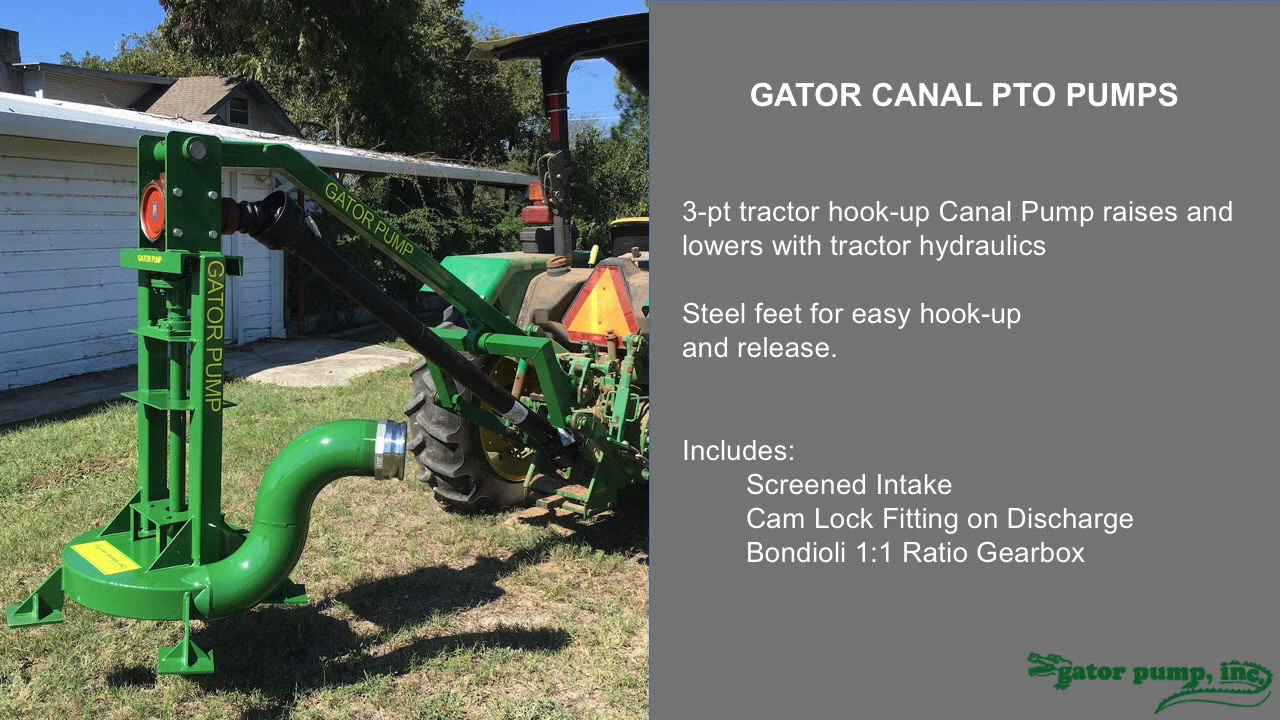 GATOR CANAL PTO PUMPS
3-pt tractor hook-up Canal Pump raises and
lowers with tractor hydraulics
Steel feet for easy hook-up
and release.
Includes:
Screened Intake
Cam Lock Fitting on Discharge
Bondioli 1:1 Ratio Gearbox
gator pump, inc.
GATOR PUMP
GATOR PUMP
GATOR PUMP